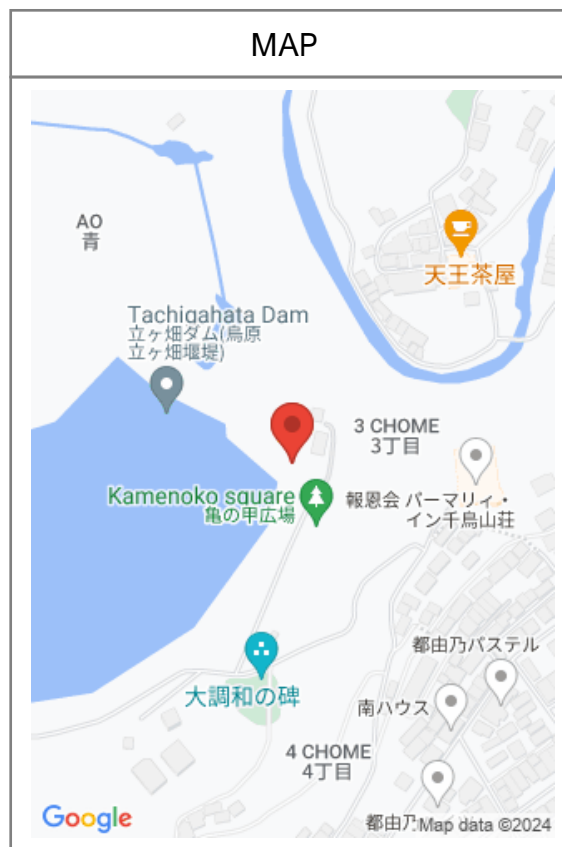 MAP
AO
青
天王茶屋
Tachigahata Dam
立ヶ畑ダム(烏原
立ヶ畑堰堤)
3 CHOME
3丁目
Kamenoko square
亀の甲広場
報恩会 パーマリィ・
イン千鳥山荘
都由乃パステル
大調和の碑
南ハウス
4 CHOME
4丁目
都由乃
Google
Map data ©2024